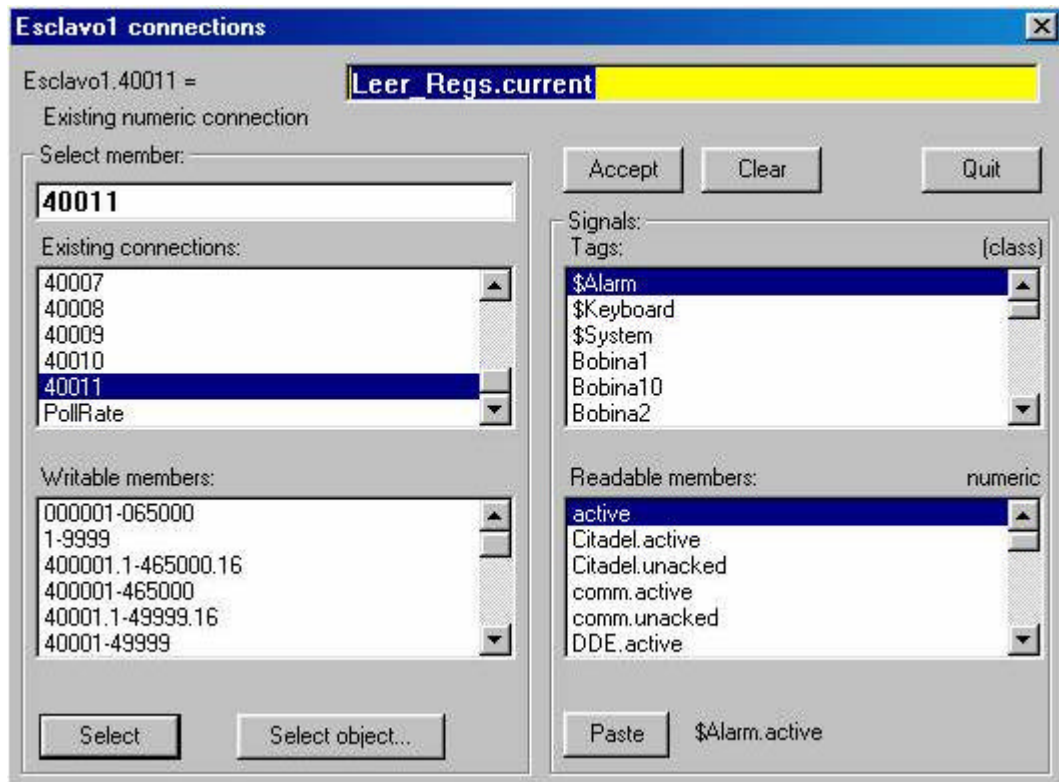 Esclavo1 connections
Esclavo1.40011 =
Leer_Regs.current
Existing numeric connection
Select member:
40011
Existing connections:
40007
40008
40009
40010
40011
PollRate
Writable members:
000001-065000
1-9999
400001.1-465000.16
400001-465000
40001.1-49999.16
40001-49999
Select
Select object...
Accept
Clear
Quit
Signals:
Tags:
(class)
$Alarm
$Keyboard
$System
Bobina1
Bobina10
Bobina2
Readable members:
numeric
active
Citadel.active
Citadel.unacked
comm.active
comm.unacked
DDE.active
Paste
$Alarm.active